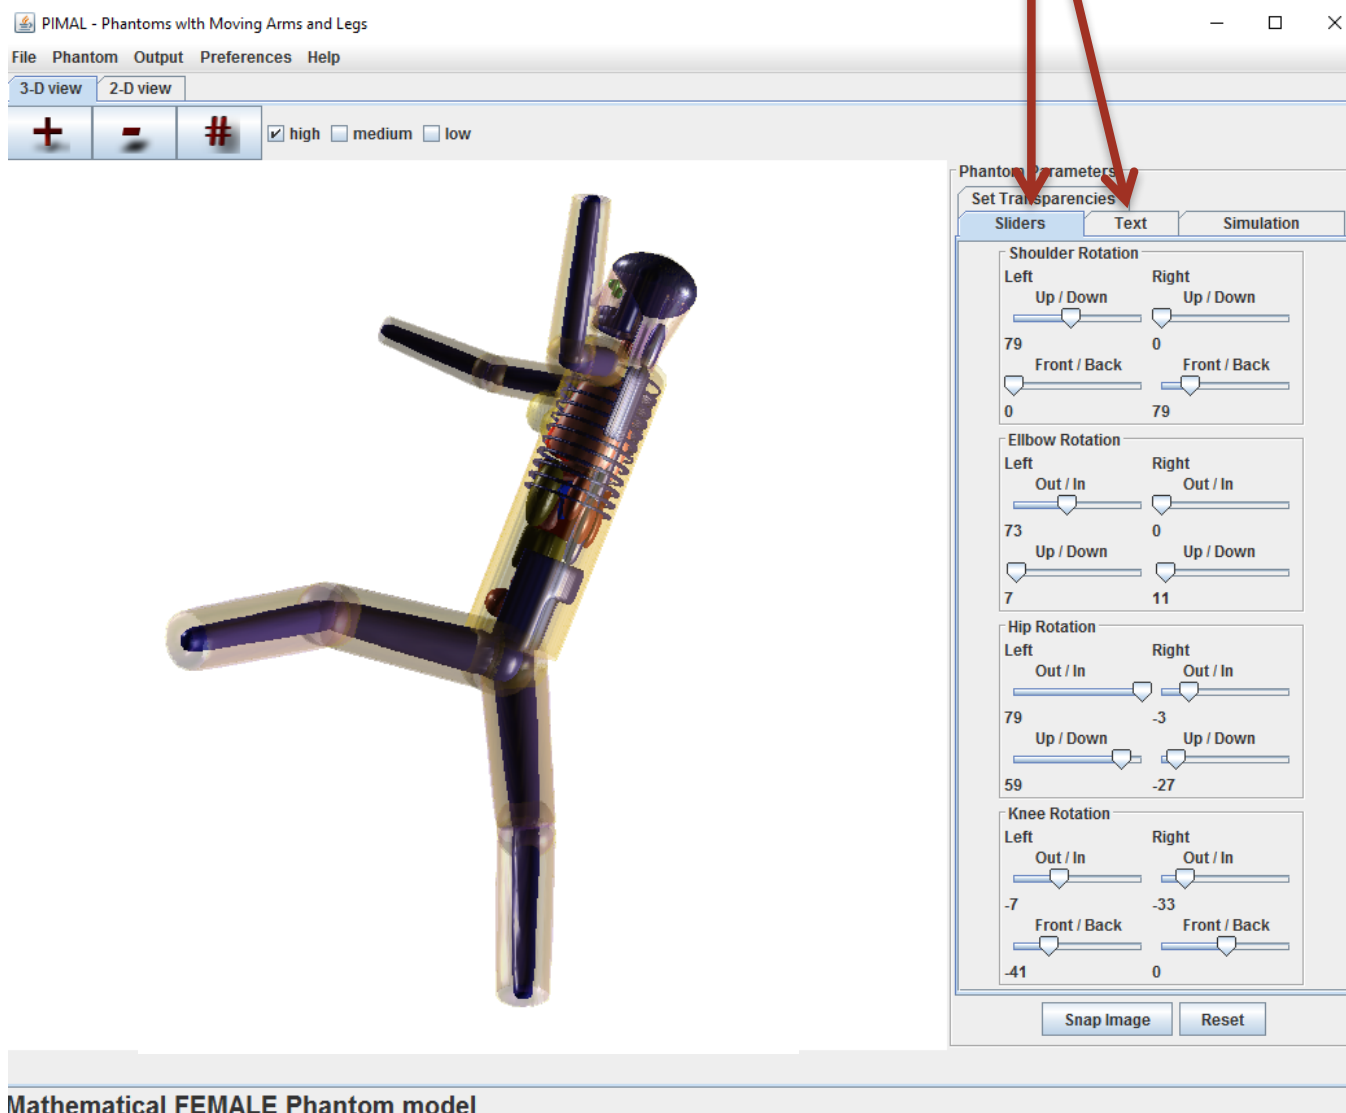 PIMAL - Phantoms wlth Moving Arms and Legs
File Phantom Output Preferences Help
3-D view 2-D view
+ - # high medium low
Phantom Parameters
Set Transparencies
Sliders Text Simulation
Shoulder Rotation
Left Right
Up / Down Up / Down
79 0
Front / Back Front / Back
0 79
Ellbow Rotation
Left Right
Out / In Out / In
73 0
Up / Down Up / Down
7 11
Hip Rotation
Left Right
Out / In Out / In
79 -3
Up / Down Up / Down
59 -27
Knee Rotation
Left Right
Out / In Out / In
-7 -33
Front / Back Front / Back
-41 0
Snap Image Reset
Mathematical FEMALE Phantom model